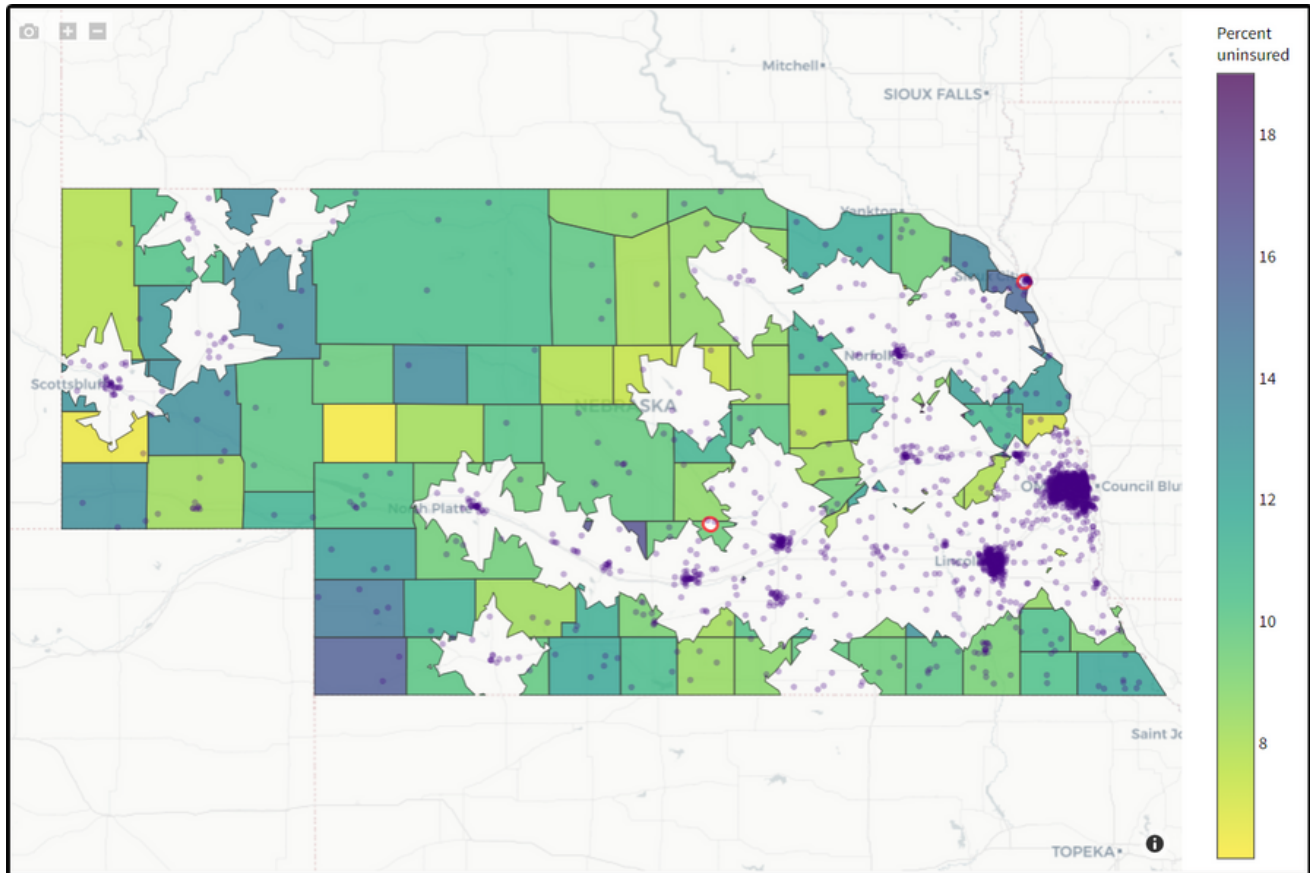 Percent
uninsured
Mitchell
SIOUX FALLS
18
Yankton
16
Norfolk
14
NEBRASKA
Council Blu
12
North Platte
Lincoln
10
8
Saint Jo
TOPEKA
i